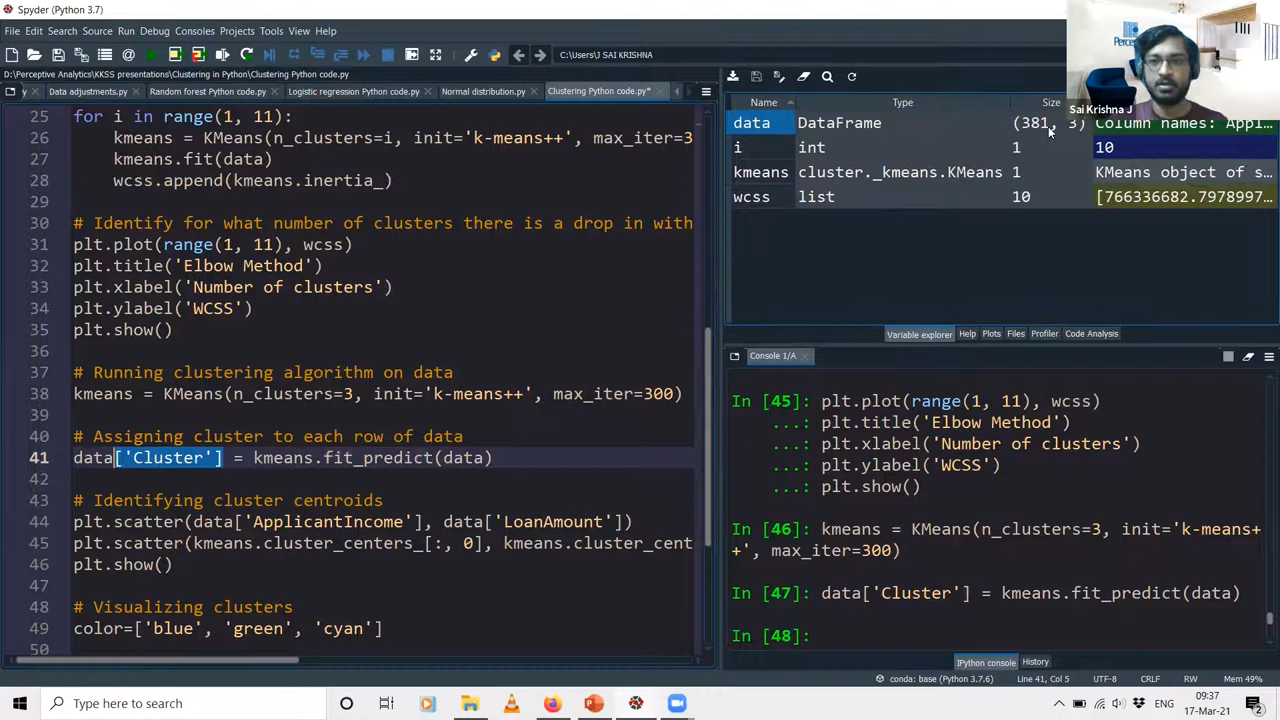 Spyder (Python 3.7)
File Edit Search Source Run Debug Consoles Projects Tools View Help
C:\Users\J SAI KRISHNA
D:\Perceptive Analytics\KKSS presentations\Clustering in Python\Clustering Python code.py
Data adjustments.py Random forest Python code.py Logistic regression Python code.py Normal distribution.py Clustering Python code.py*
25 for i in range(1, 11):
26 kmeans = KMeans(n_clusters=i, init='k-means++', max_iter=3
27 kmeans.fit(data)
28 wcss.append(kmeans.inertia_)
29
30 # Identify for what number of clusters there is a drop in with
31 plt.plot(range(1, 11), wcss)
32 plt.title('Elbow Method')
33 plt.xlabel('Number of clusters')
34 plt.ylabel('WCSS')
35 plt.show()
36
37 # Running clustering algorithm on data
38 kmeans = KMeans(n_clusters=3, init='k-means++', max_iter=300)
39
40 # Assigning cluster to each row of data
41 data['Cluster'] = kmeans.fit_predict(data)
42
43 # Identifying cluster centroids
44 plt.scatter(data['ApplicantIncome'], data['LoanAmount'])
45 plt.scatter(kmeans.cluster_centers_[:, 0], kmeans.cluster_cent
46 plt.show()
47
48 # Visualizing clusters
49 color=['blue', 'green', 'cyan']
50
Name Type Size
data DataFrame (381, 3) Column names: Appl...
i int 1 10
kmeans cluster._kmeans.KMeans 1 KMeans object of s...
wcss list 10 [766336682.7978997...
Sai Krishna J
Variable explorer Help Plots Files Profiler Code Analysis
Console 1/A
In [45]: plt.plot(range(1, 11), wcss)
...: plt.title('Elbow Method')
...: plt.xlabel('Number of clusters')
...: plt.ylabel('WCSS')
...: plt.show()
In [46]: kmeans = KMeans(n_clusters=3, init='k-means+
+', max_iter=300)
In [47]: data['Cluster'] = kmeans.fit_predict(data)
In [48]:
IPython console History
conda: base (Python 3.7.6) Line 41, Col 5 UTF-8 CRLF RW Mem 49%
Type here to search
ENG
09:37
17-Mar-21
2